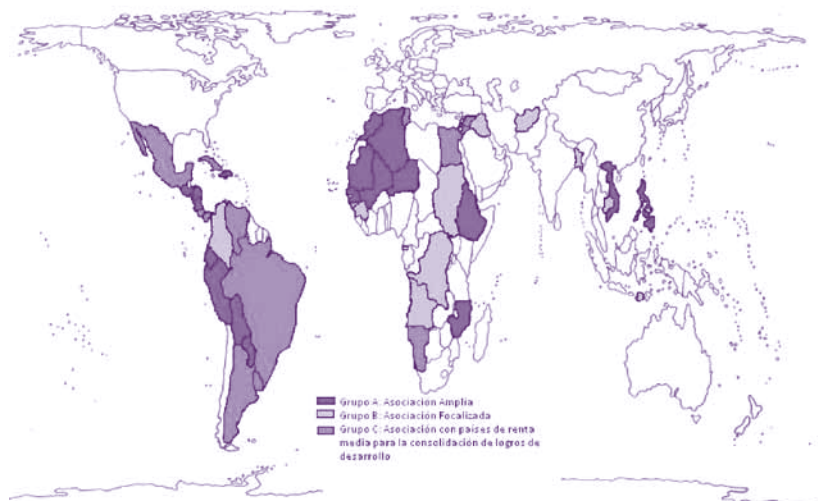 Grupo A: Asociación Amplia
Grupo B: Asociación Focalizada
Grupo C: Asociación con países de renta
media para la consolidación de logros de
desarrollo